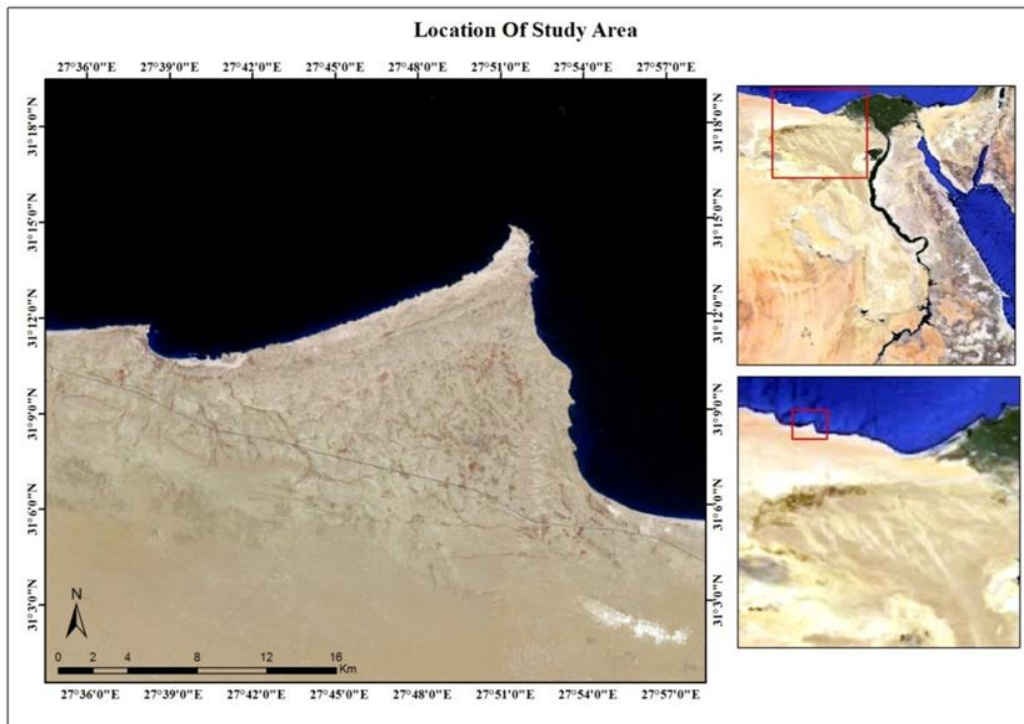 Location Of Study Area
27°36'0"E 27°39'0"E 27°42'0"E 27°45'0"E 27°48'0"E 27°51'0"E 27°54'0"E 27°57'0"E
31°18'0"N 31°18'0"N
31°15'0"N 31°15'0"N
31°12'0"N 31°12'0"N
31°9'0"N 31°9'0"N
31°6'0"N 31°6'0"N
31°3'0"N 31°3'0"N
N
0 2 4 8 12 16
Km
27°36'0"E 27°39'0"E 27°42'0"E 27°45'0"E 27°48'0"E 27°51'0"E 27°54'0"E 27°57'0"E